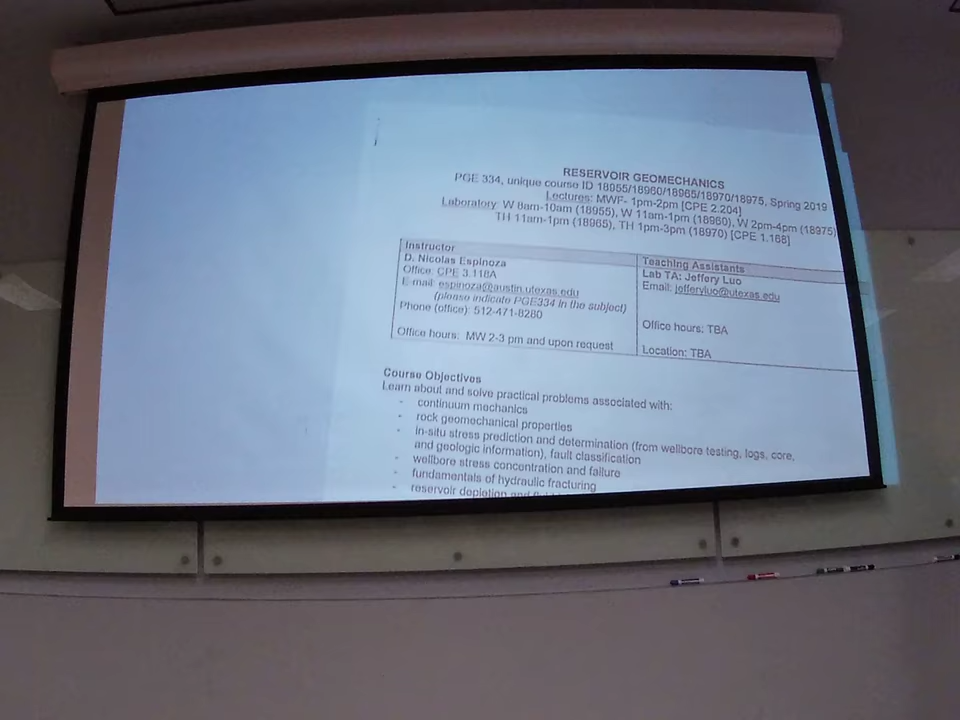 RESERVOIR GEOMECHANICS
PGE 334, unique course ID 18955/18960/18965/18970/18975, Spring 2019
Lectures: MWF- 1pm-2pm [CPE 2.204]
Laboratory: W 8am-10am (18955), W 11am-1pm (18960), W 2pm-4pm (18975)
TH 11am-1pm (18965), TH 1pm-3pm (18970) [CPE 1.168]
Instructor
D. Nicolas Espinoza
Office: CPE 3.118A
E-mail: espinoza@austin.utexas.edu
(please indicate PGE334 in the subject)
Phone (office): 512-471-8280
Office hours: MW 2-3 pm and upon request
Teaching Assistants
Lab TA: Jeffery Luo
Email: jefferyluo@utexas.edu
Office hours: TBA
Location: TBA
Course Objectives
Learn about and solve practical problems associated with:
- continuum mechanics
- rock geomechanical properties
- in-situ stress prediction and determination (from wellbore testing, logs, core,
and geologic information), fault classification
- wellbore stress concentration and failure
- fundamentals of hydraulic fracturing
- reservoir depletion and